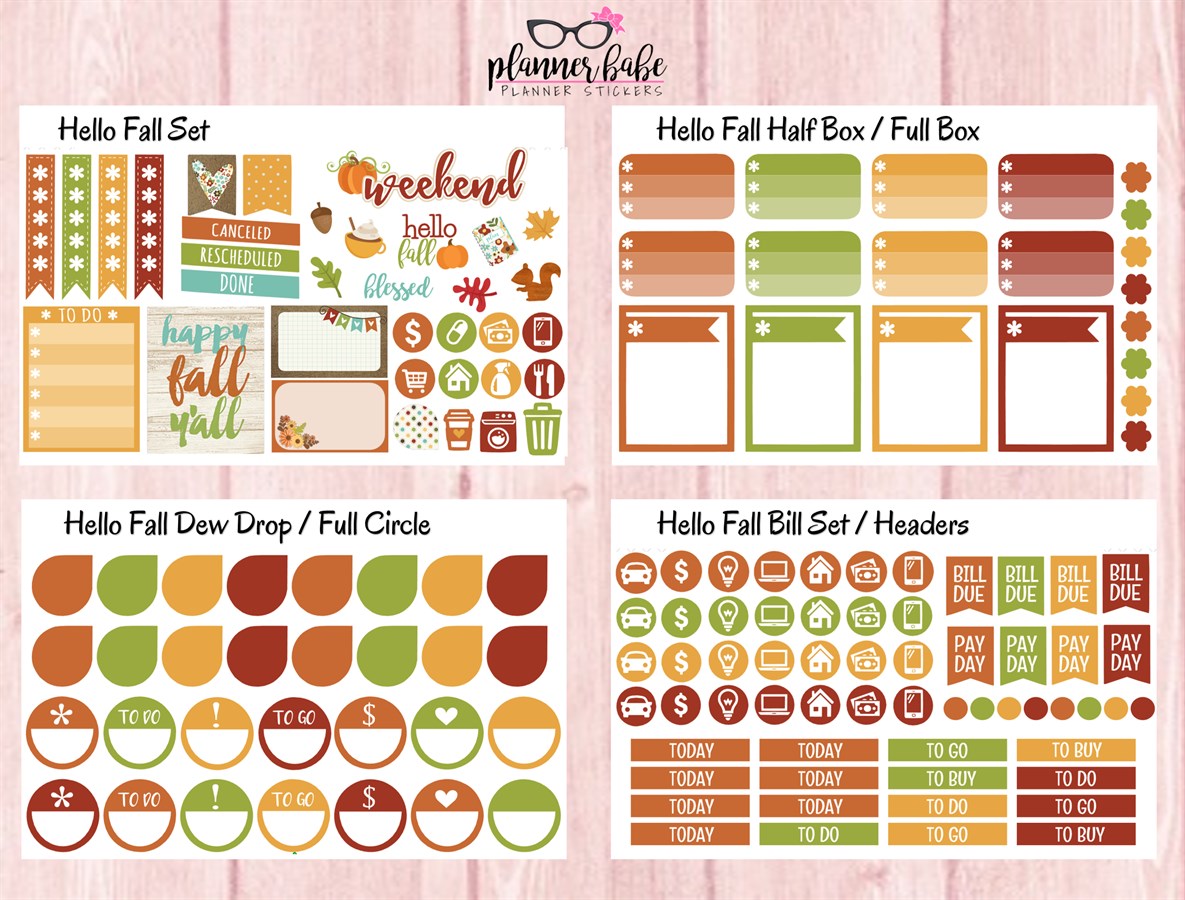 planner babe
PLANNER STICKERS
Hello Fall Set
CANCELED
RESCHEDULED
DONE
weekend
hello
fall
blessed
* TO DO *
happy
fall
y'all
$
Hello Fall Half Box / Full Box
Hello Fall Dew Drop / Full Circle
* TO DO ! TO GO $
* TO DO ! TO GO $
Hello Fall Bill Set / Headers
$
$
$
$
BILL DUE BILL DUE BILL DUE BILL DUE
PAY DAY PAY DAY PAY DAY PAY DAY
TODAY TODAY TO GO TO BUY
TODAY TODAY TO BUY TO DO
TODAY TODAY TO DO TO GO
TODAY TO DO TO GO TO BUY